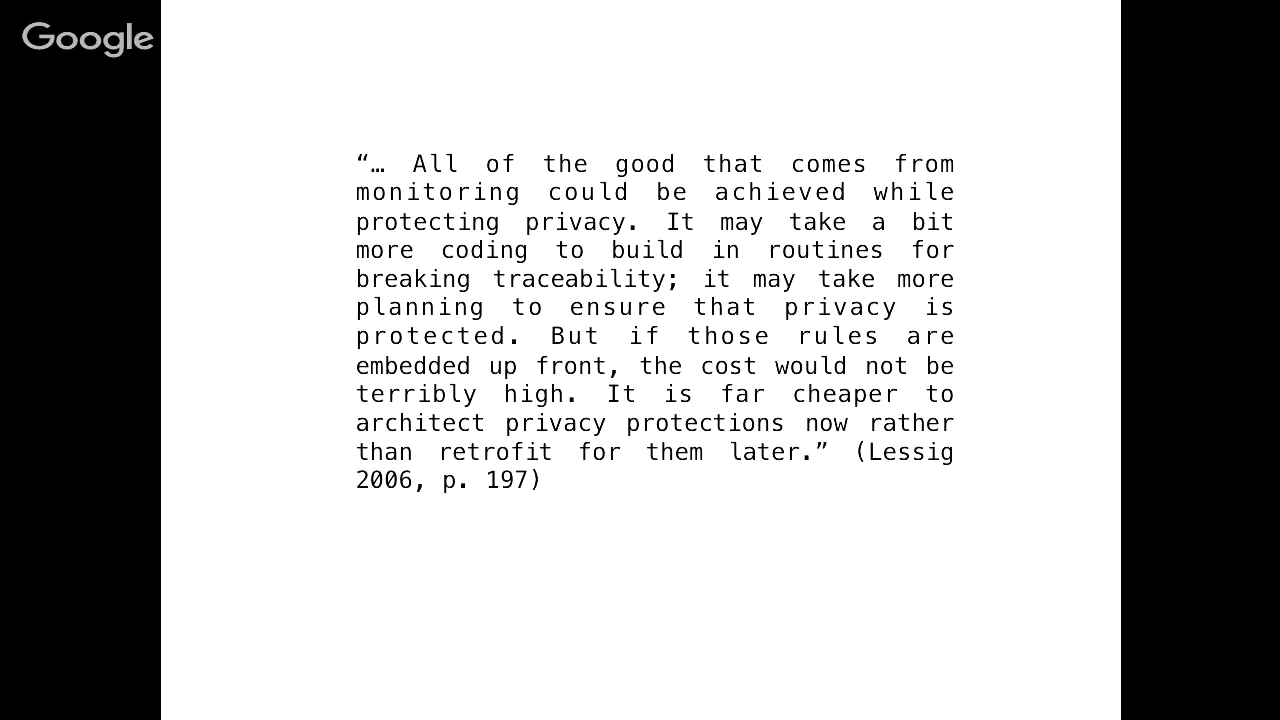 Google
“… All of the good that comes from
monitoring could be achieved while
protecting privacy. It may take a bit
more coding to build in routines for
breaking traceability; it may take more
planning to ensure that privacy is
protected. But if those rules are
embedded up front, the cost would not be
terribly high. It is far cheaper to
architect privacy protections now rather
than retrofit for them later.” (Lessig
2006, p. 197)